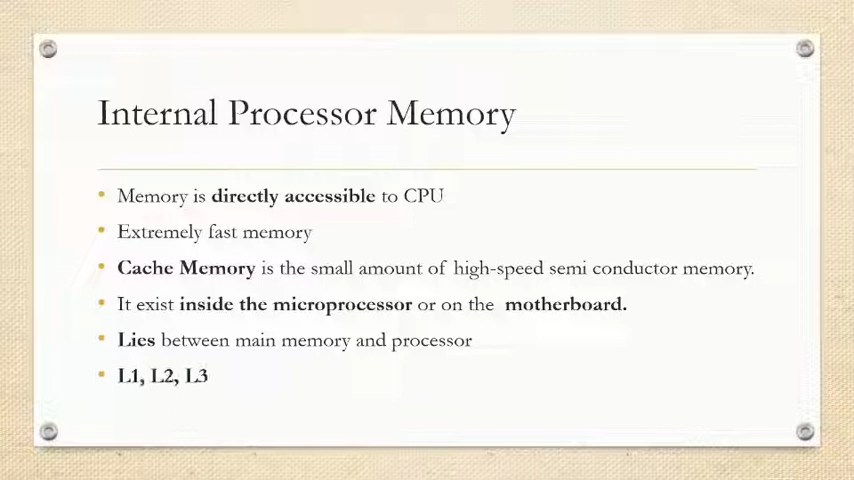 Internal Processor Memory
• Memory is directly accessible to CPU
• Extremely fast memory
• Cache Memory is the small amount of high-speed semi conductor memory.
• It exist inside the microprocessor or on the motherboard.
• Lies between main memory and processor
• L1, L2, L3